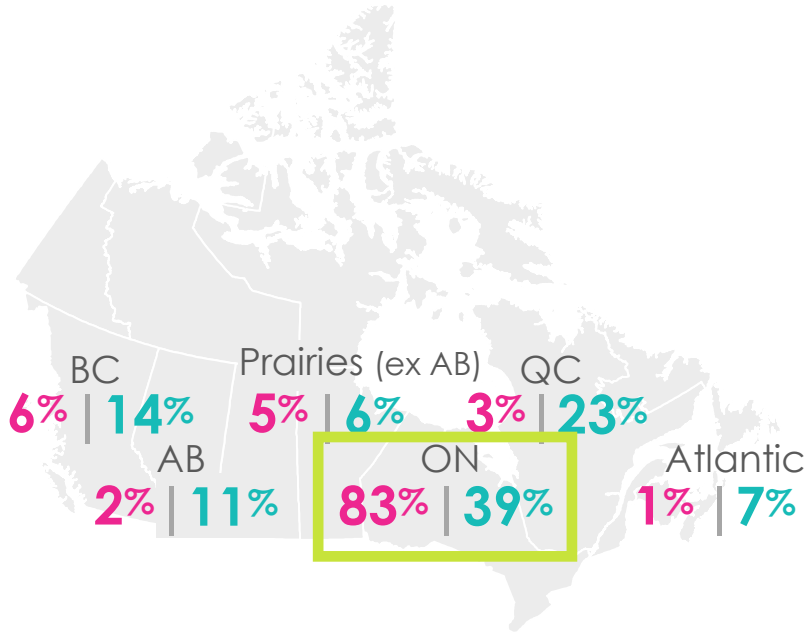 BC
6% | 14%
Prairies (ex AB)
5% | 6%
QC
3% | 23%
AB
2% | 11%
ON
83% | 39%
Atlantic
1% | 7%